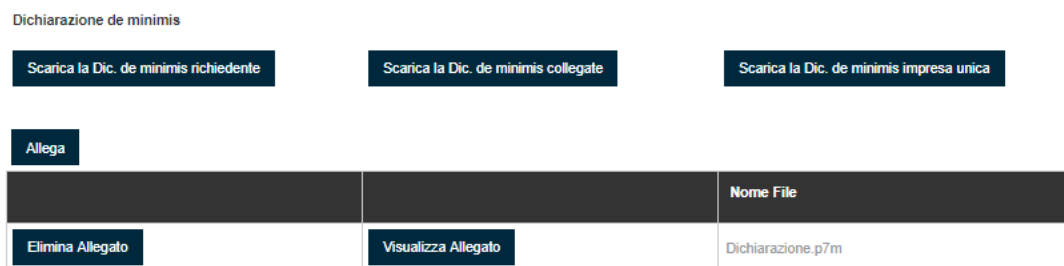 Dichiarazione de minimis
Scarica la Dic. de minimis richiedente
Scarica la Dic. de minimis collegate
Scarica la Dic. de minimis impresa unica
Allega
Nome File
Elimina Allegato
Visualizza Allegato
Dichiarazione.p7m